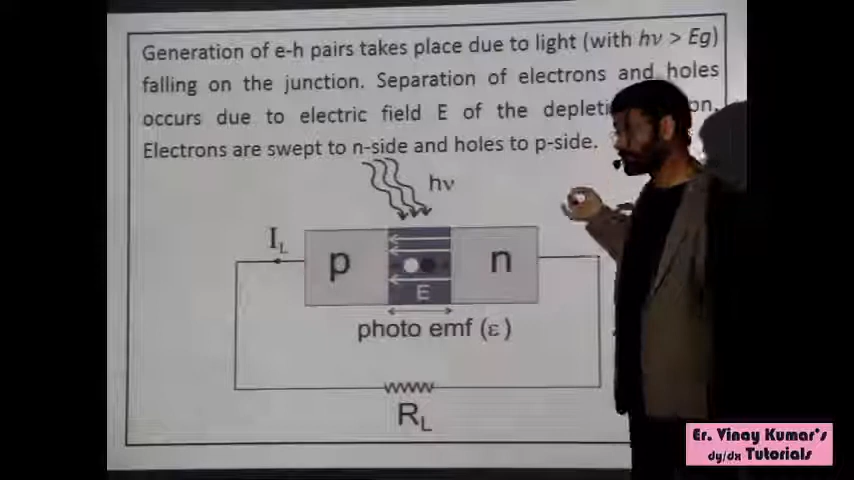 Generation of e-h pairs takes place due to light (with hν > Eg)
falling on the junction. Separation of electrons and holes
occurs due to electric field E of the
Electrons are swept to n-side and holes to p-side.
hν
I_L
p
n
E
photo emf (ε)
R_L
Er. Vinay Kumar's
dy/dx Tutorials